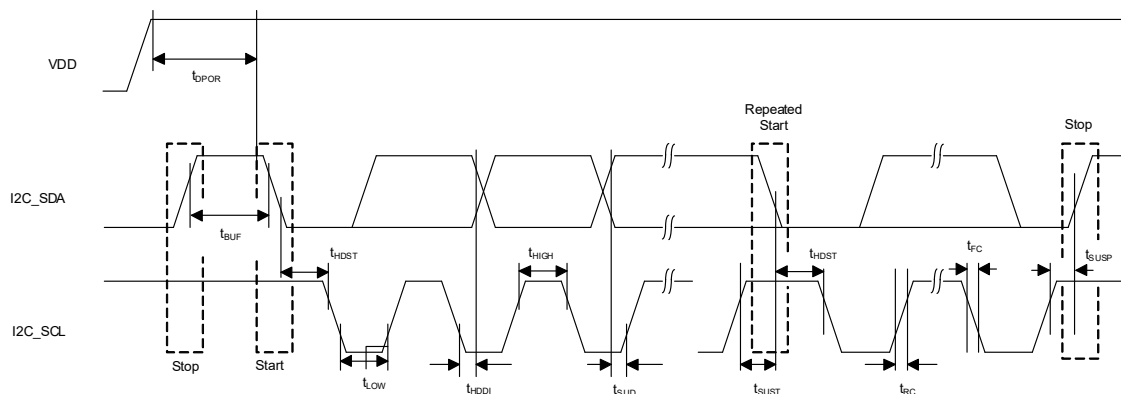 VDD
tDPOR
Repeated
Start
Stop
I2C_SDA
tBUF
tHDST
tHIGH
tHDST
tFC
tSUSP
I2C_SCL
Stop
Start
tLOW
tHDDI
tSUD
tSUST
tRC